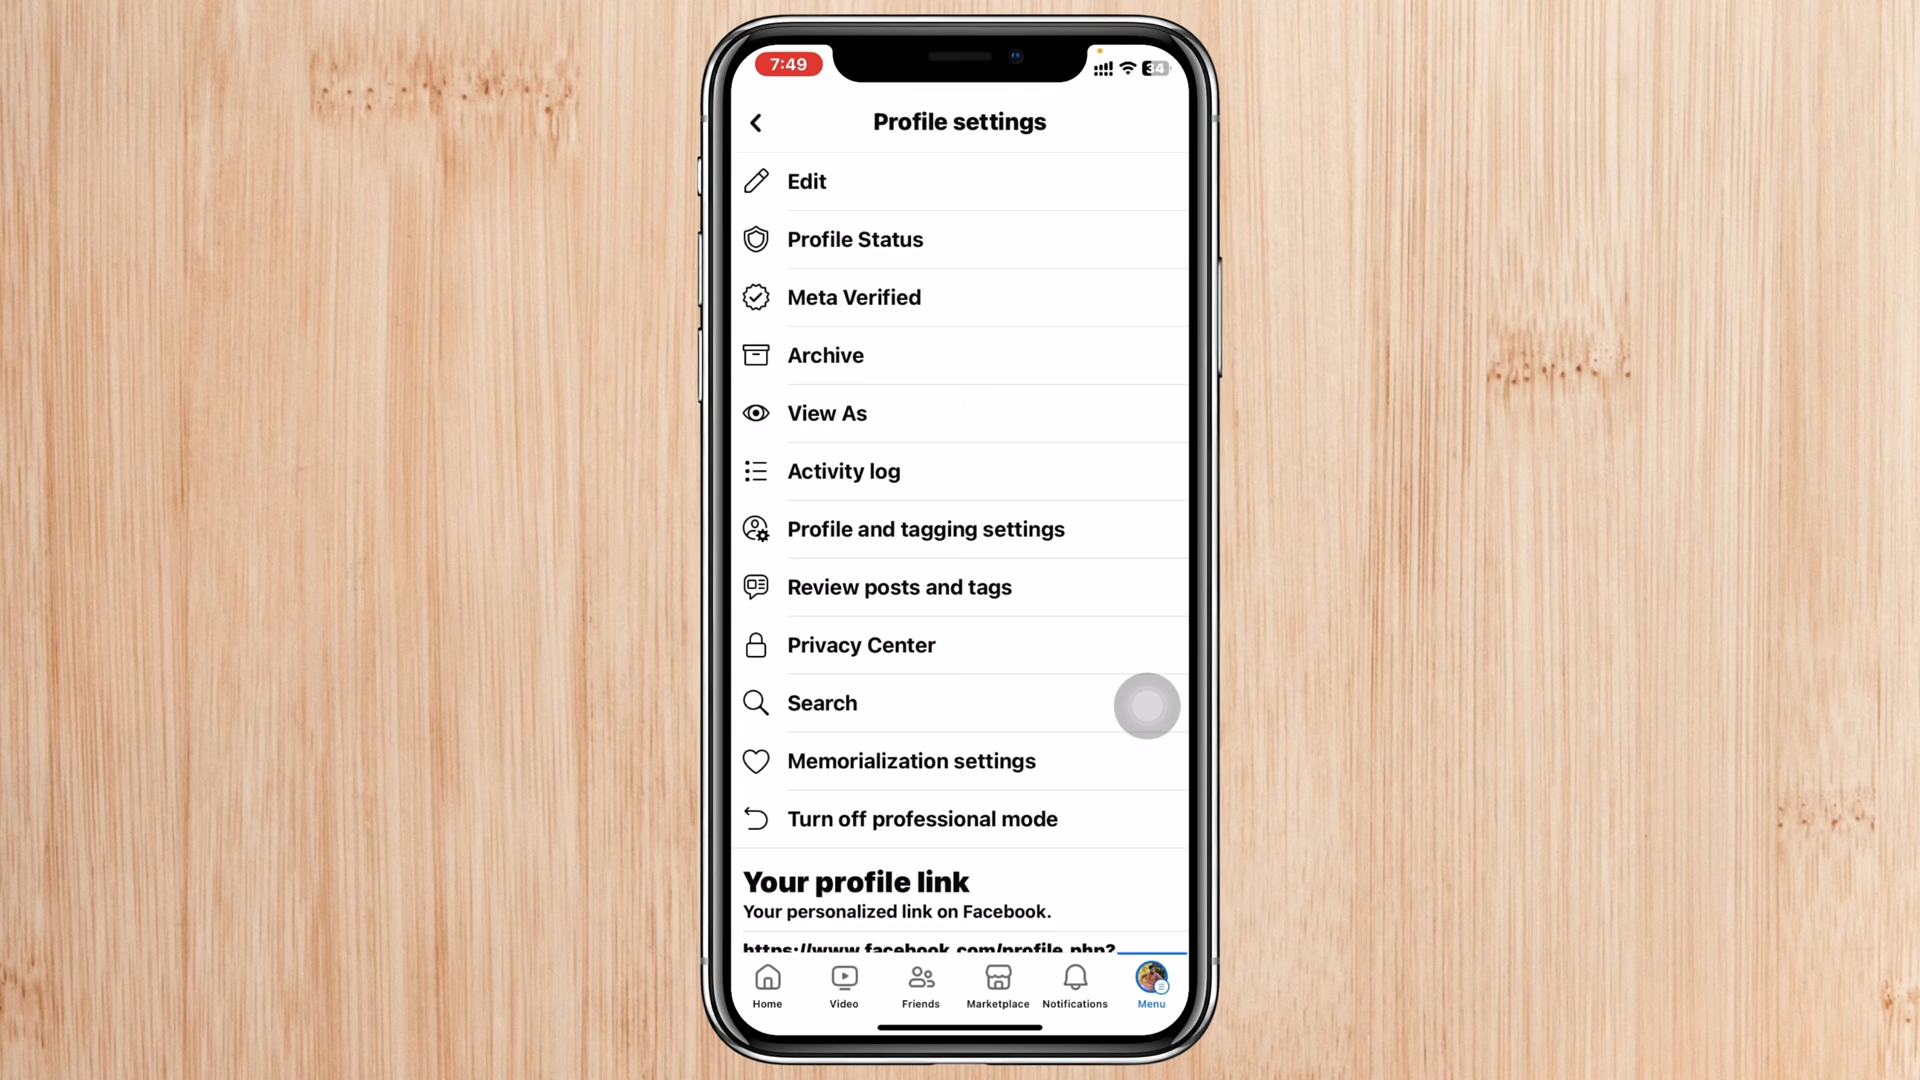 7:49
34
Profile settings
Edit
Profile Status
Meta Verified
Archive
View As
Activity log
Profile and tagging settings
Review posts and tags
Privacy Center
Search
Memorialization settings
Turn off professional mode
Your profile link
Your personalized link on Facebook.
https://www.facebook.com/profile.php?
Home Video Friends Marketplace Notifications Menu